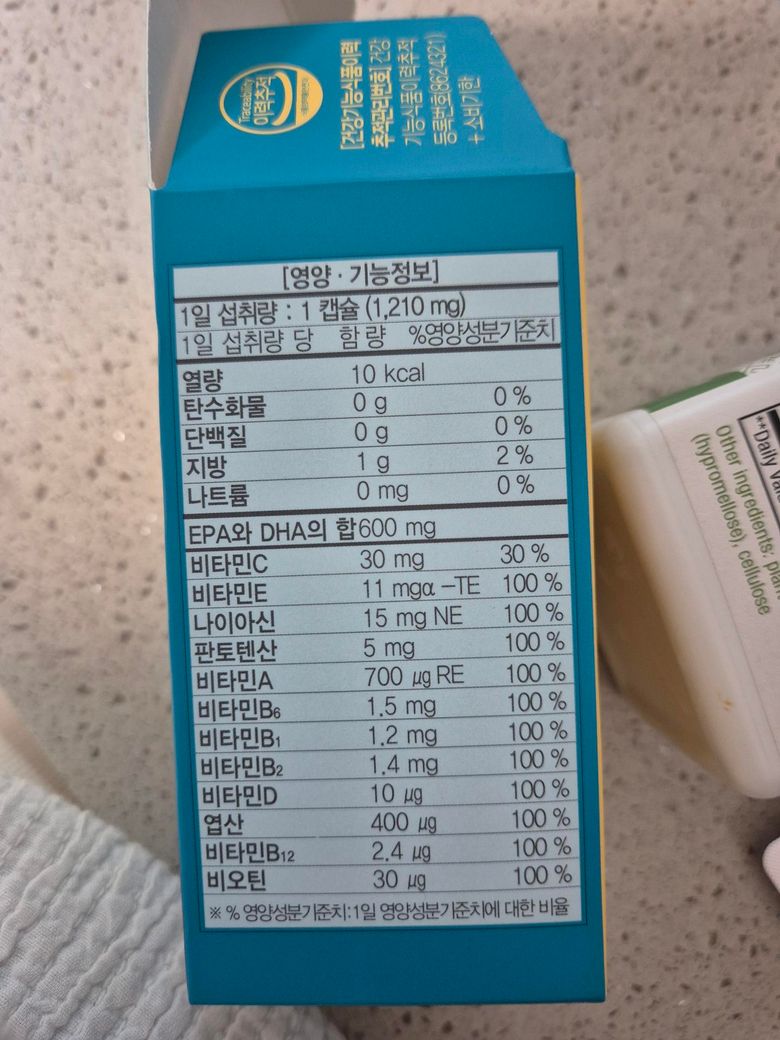 Traceability
이력추적
[건강기능식품이력
추적관리번호] 건강
기능식품이력추적
등록번호(8624321)
+ 소비기한
[영양 · 기능정보]
1일 섭취량 : 1 캡슐 (1,210 mg)
1일 섭취량 당 함 량 %영양성분기준치
열량 10 kcal
탄수화물 0 g 0 %
단백질 0 g 0 %
지방 1 g 2 %
나트륨 0 mg 0 %
EPA와 DHA의 합 600 mg
비타민C 30 mg 30 %
비타민E 11 mgα -TE 100 %
나이아신 15 mg NE 100 %
판토텐산 5 mg 100 %
비타민A 700 μg RE 100 %
비타민B6 1.5 mg 100 %
비타민B1 1.2 mg 100 %
비타민B2 1.4 mg 100 %
비타민D 10 μg 100 %
엽산 400 μg 100 %
비타민B12 2.4 μg 100 %
비오틴 30 μg 100 %
※ % 영양성분기준치:1일 영양성분기준치에 대한 비율
**Daily Val
Other ingredients: plan
(hypromellose), cellulose